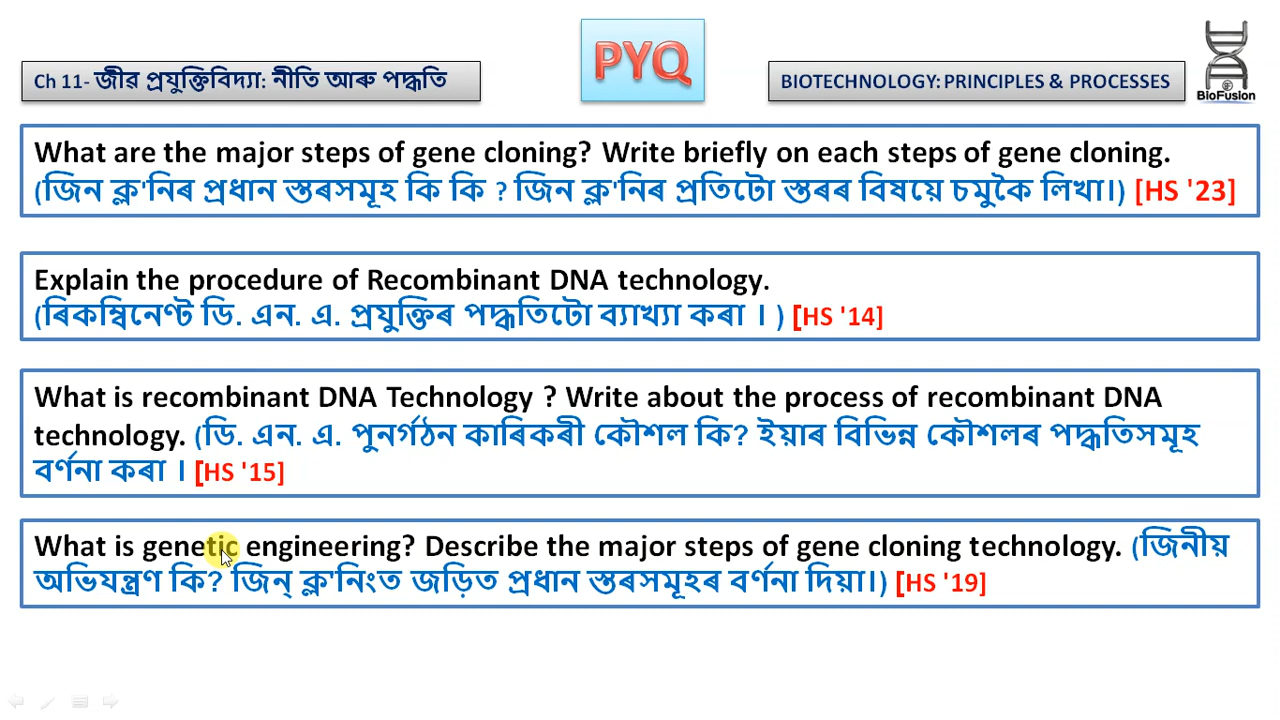 PYQ
Ch 11- জীৱ প্ৰযুক্তিবিদ্যা: নীতি আৰু পদ্ধতি
BIOTECHNOLOGY: PRINCIPLES & PROCESSES
BioFusion
What are the major steps of gene cloning? Write briefly on each steps of gene cloning.
(জিন ক্ল'নিৰ প্ৰধান স্তৰসমূহ কি কি ? জিন ক্ল'নিৰ প্ৰতিটো স্তৰৰ বিষয়ে চমুকৈ লিখা।) [HS '23]
Explain the procedure of Recombinant DNA technology.
(ৰিকম্বিনেণ্ট ডি. এন. এ. প্ৰযুক্তিৰ পদ্ধতিটো ব্যাখ্যা কৰা । ) [HS '14]
What is recombinant DNA Technology ? Write about the process of recombinant DNA
technology. (ডি. এন. এ. পুনৰ্গঠন কাৰিকৰী কৌশল কি? ইয়াৰ বিভিন্ন কৌশলৰ পদ্ধতিসমূহ
বৰ্ণনা কৰা । [HS '15]
What is genetic engineering? Describe the major steps of gene cloning technology. (জিনীয়
অভিযন্ত্ৰণ কি? জিন্ ক্ল'নিংত জড়িত প্ৰধান স্তৰসমূহৰ বৰ্ণনা দিয়া।) [HS '19]